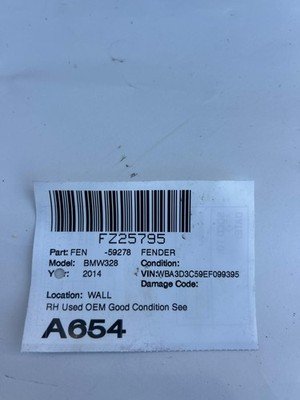 FZ25795
Part: FEN -59278 FENDER
Model: BMW328 Condition:
Year: 2014 VIN:WBA3D3C59EF099395
Damage Code:
Location: WALL
RH Used OEM Good Condition See
A654